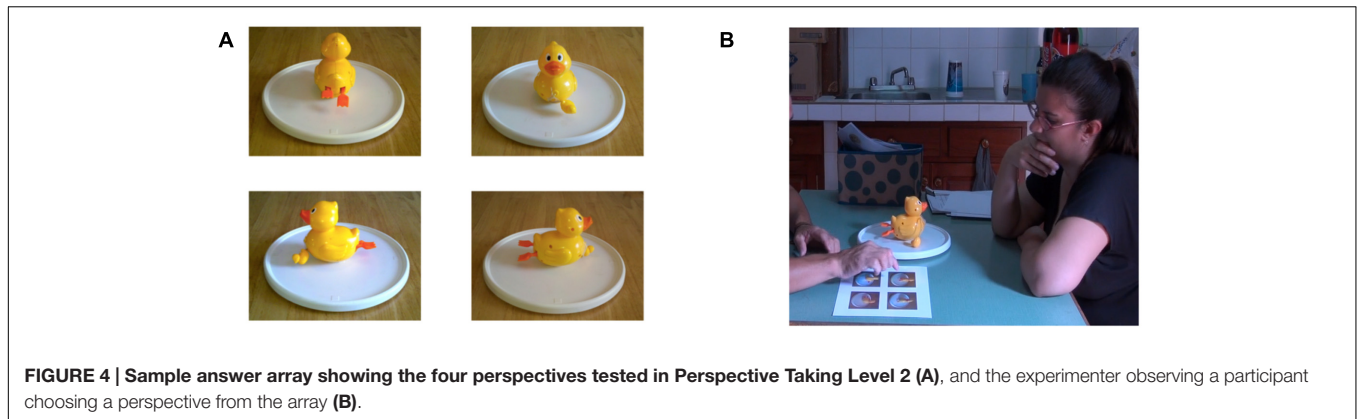 A
B
FIGURE 4 | Sample answer array showing the four perspectives tested in Perspective Taking Level 2 (A), and the experimenter observing a participant
choosing a perspective from the array (B).